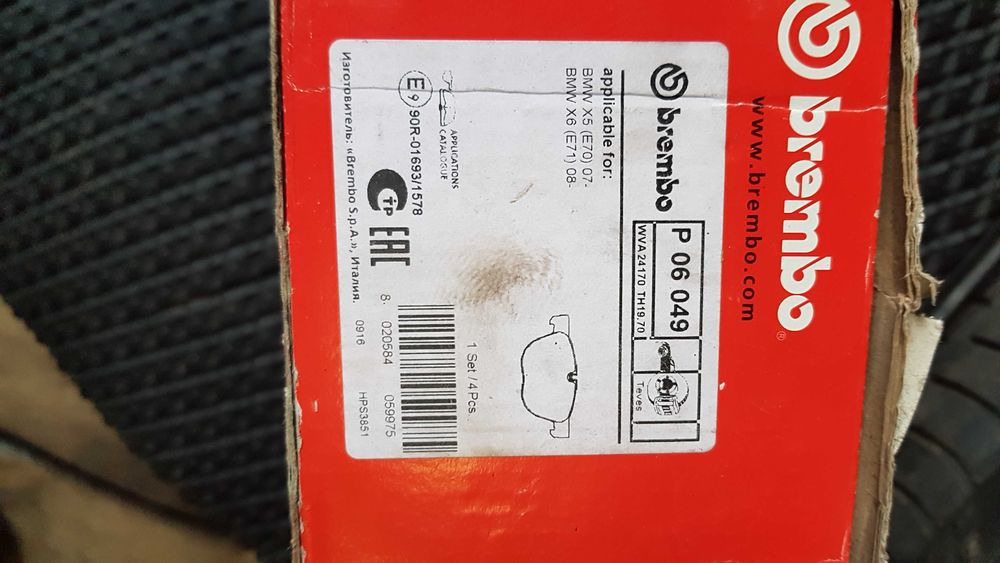 brembo®
www.brembo.com
brembo
P 06 049
WVA24170 TH19.70
Teves
applicable for:
BMW X5 (E70) 07-
BMW X6 (E71) 08-
1 Set / 4 Pcs.
APPLICATIONS
CATALOGUE
E9 90R-01693/1578
тр
EAC
8 020584 059975
Изготовитель: «Brembo S.p.A.», Италия.
0916
HPS3851